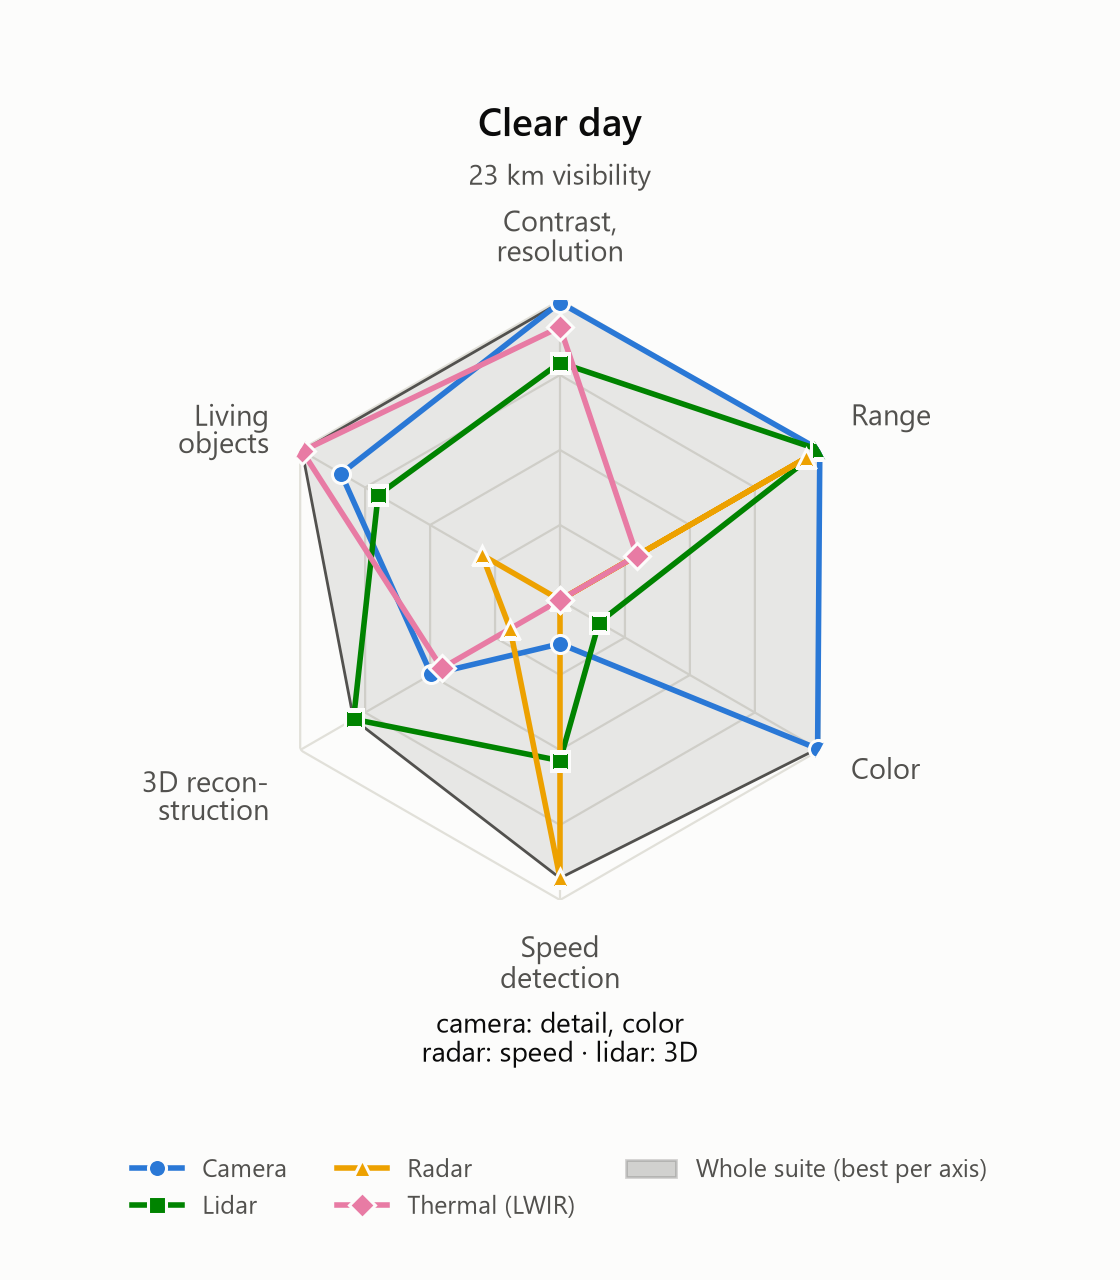 Clear day
23 km visibility
Contrast,
resolution
Range
Living
objects
3D recon-
struction
Color
Speed
detection
camera: detail, color
radar: speed · lidar: 3D
Camera
Radar
Whole suite (best per axis)
Lidar
Thermal (LWIR)